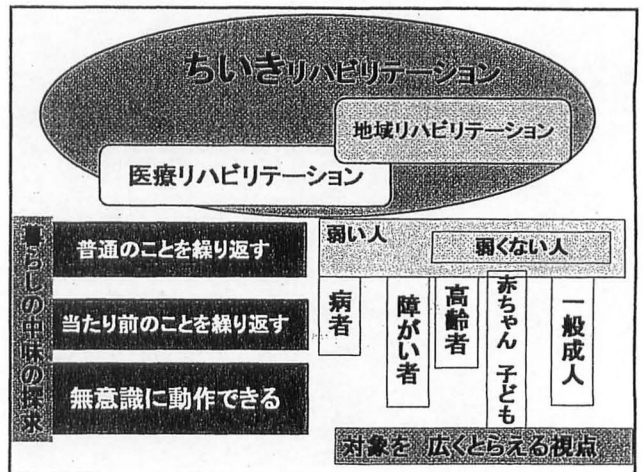 ちいきリハビリテーション
地域リハビリテーション
医療リハビリテーション
暮らしの中味の探求
普通のことを繰り返す
当たり前のことを繰り返す
無意識に動作できる
弱い人
弱くない人
病者
障がい者
高齢者
赤ちゃん 子ども
一般成人
対象を 広くとらえる視点